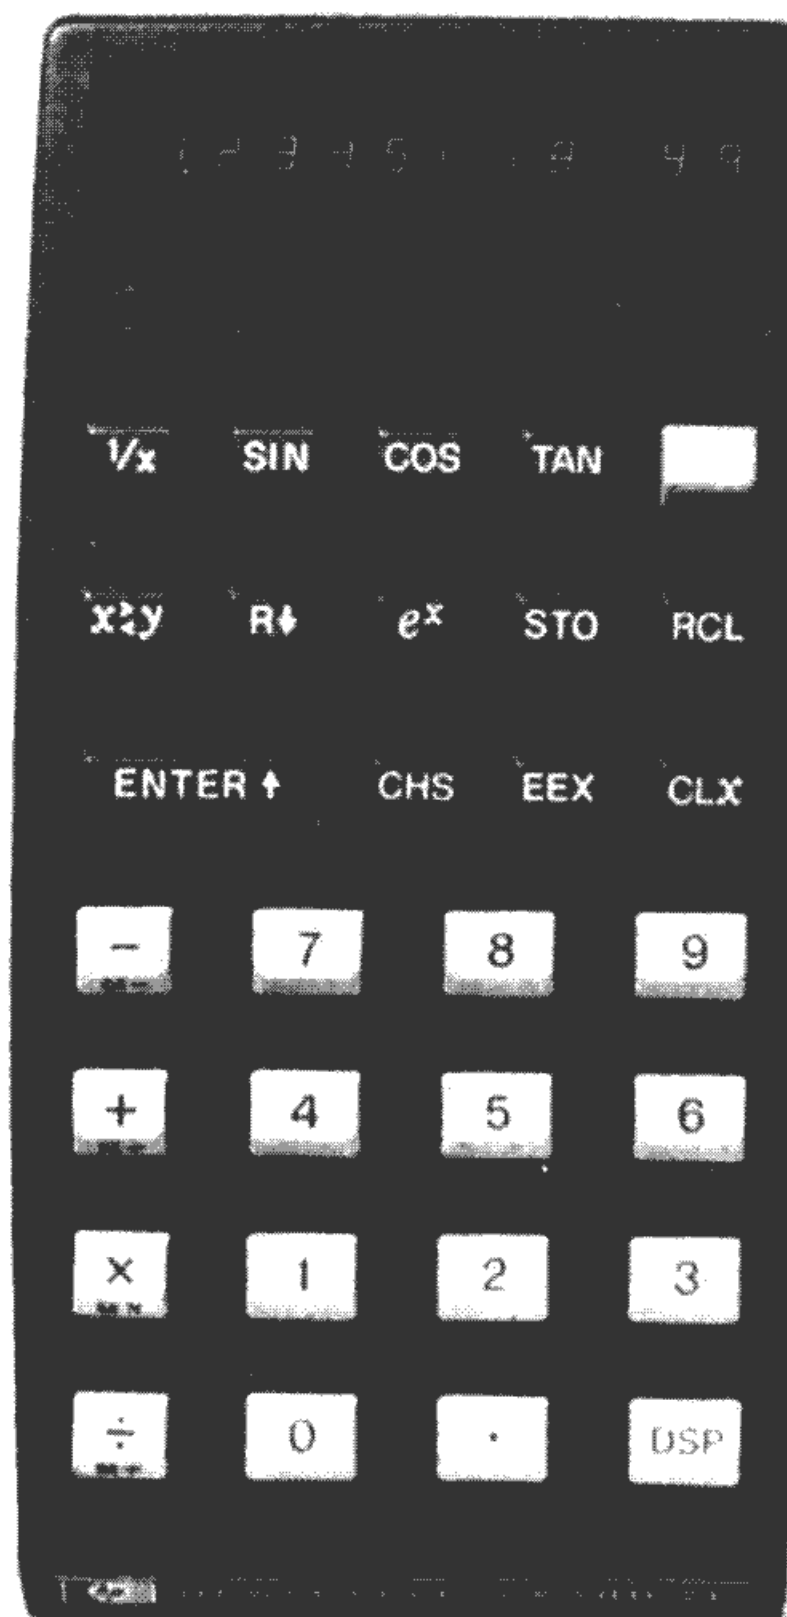 1/x SIN COS TAN
x≷y R↓ eˣ STO RCL
ENTER ↑ CHS EEX CLX
− 7 8 9
+ 4 5 6
× 1 2 3
÷ 0 · DSP